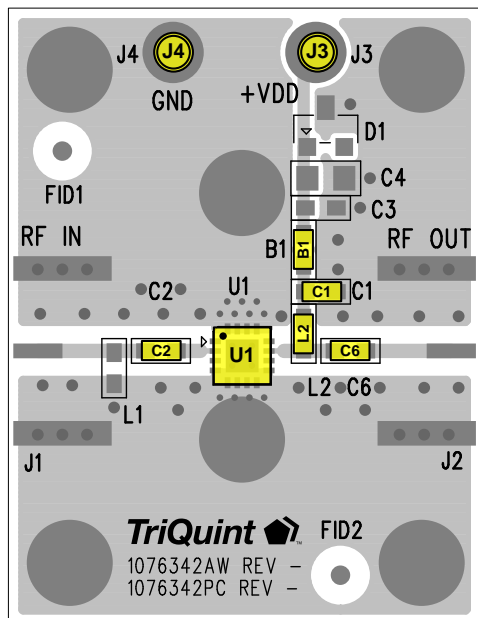 J4 J4 J3 J3
GND +VDD
D1
FID1
C4
C3
RF IN B1 B1 RF OUT
C2 U1 C1 C1
L2
C2 U1 C6
L1 L2 C6
J1 J2
TriQuint FID2
1076342AW REV -
1076342PC REV -